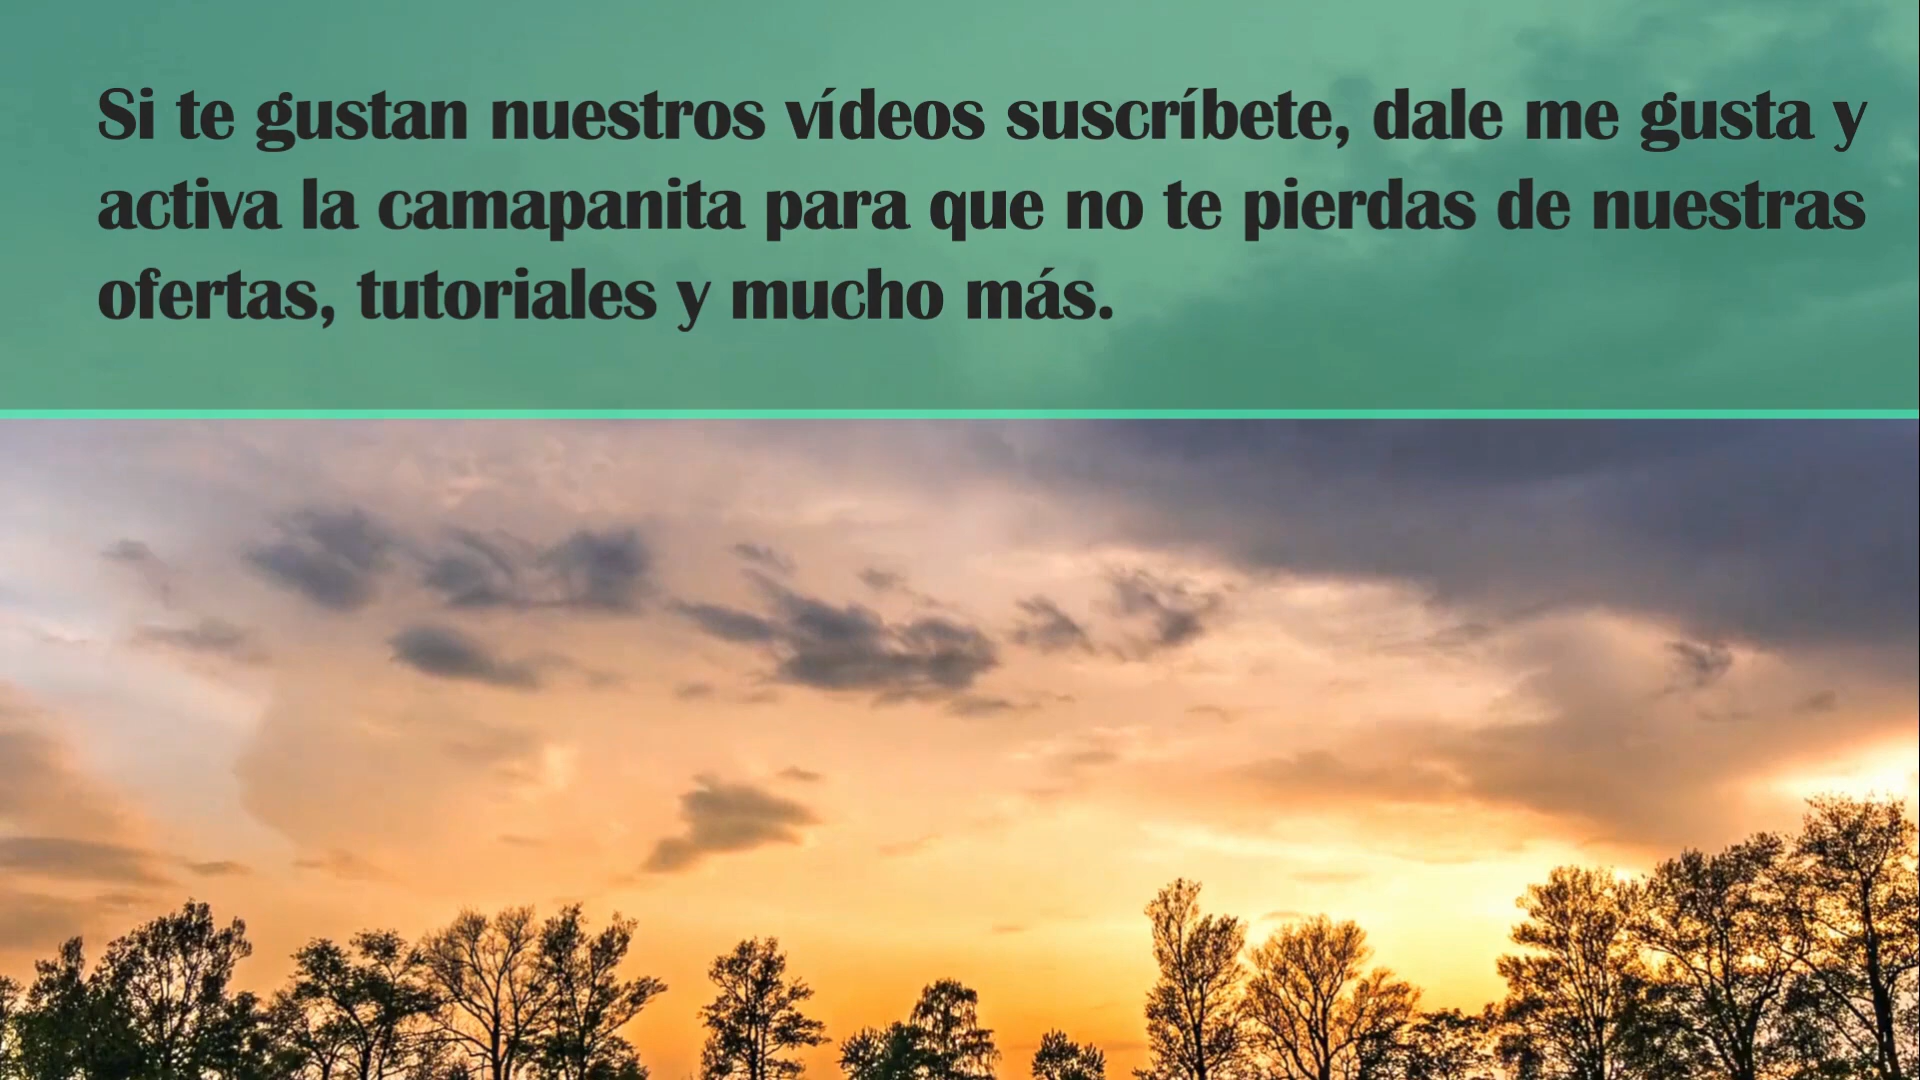 Si te gustan nuestros vídeos suscríbete, dale me gusta y
activa la camapanita para que no te pierdas de nuestras
ofertas, tutoriales y mucho más.